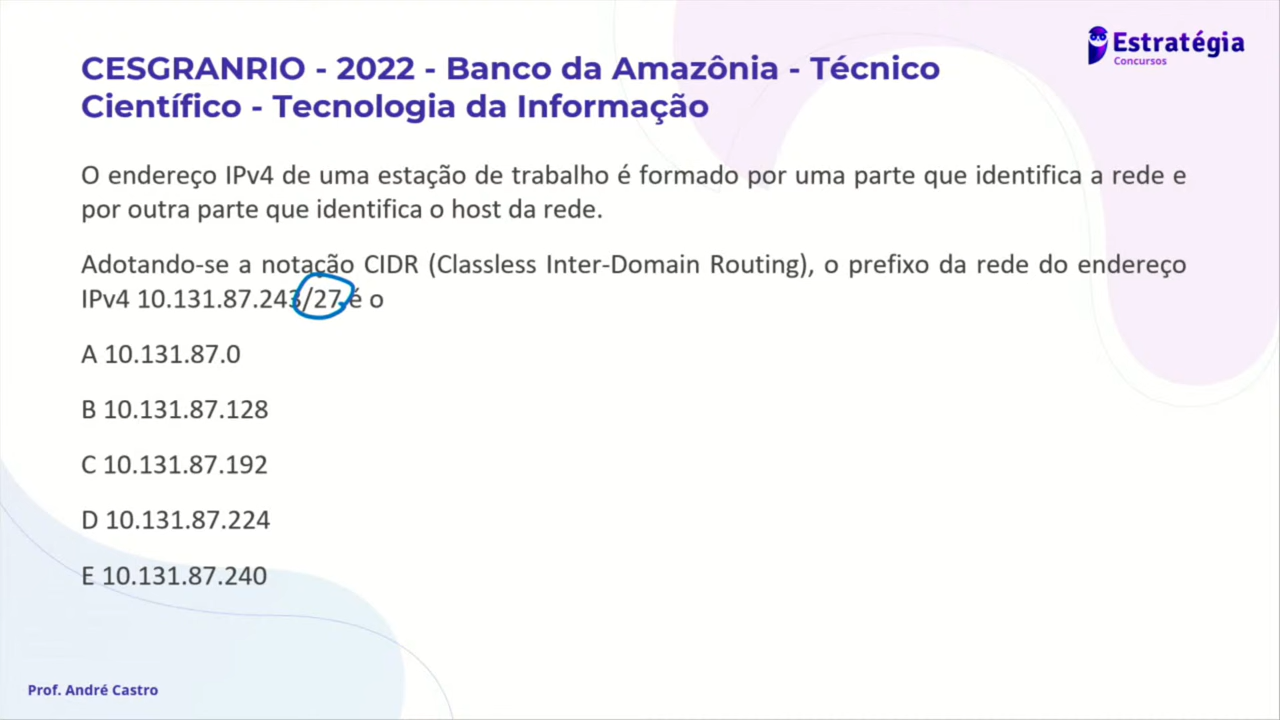 Estratégia
Concursos
CESGRANRIO - 2022 - Banco da Amazônia - Técnico
Científico - Tecnologia da Informação
O endereço IPv4 de uma estação de trabalho é formado por uma parte que identifica a rede e
por outra parte que identifica o host da rede.
Adotando-se a notação CIDR (Classless Inter-Domain Routing), o prefixo da rede do endereço
IPv4 10.131.87.243/27 é o
A 10.131.87.0
B 10.131.87.128
C 10.131.87.192
D 10.131.87.224
E 10.131.87.240
Prof. André Castro